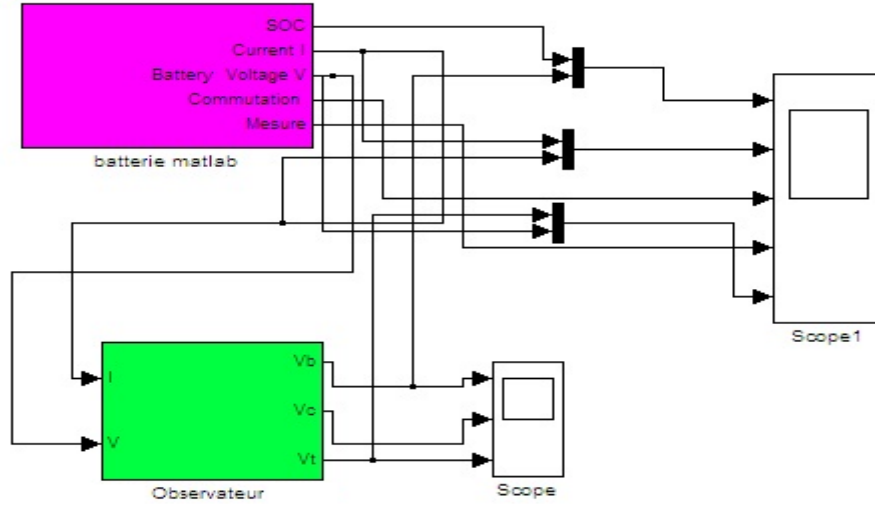 SOC
Current I
Battery Voltage V
Commutation
Mesure
batterie matlab
Scope1
I
V
Vb
Vc
Vt
Observateur
Scope